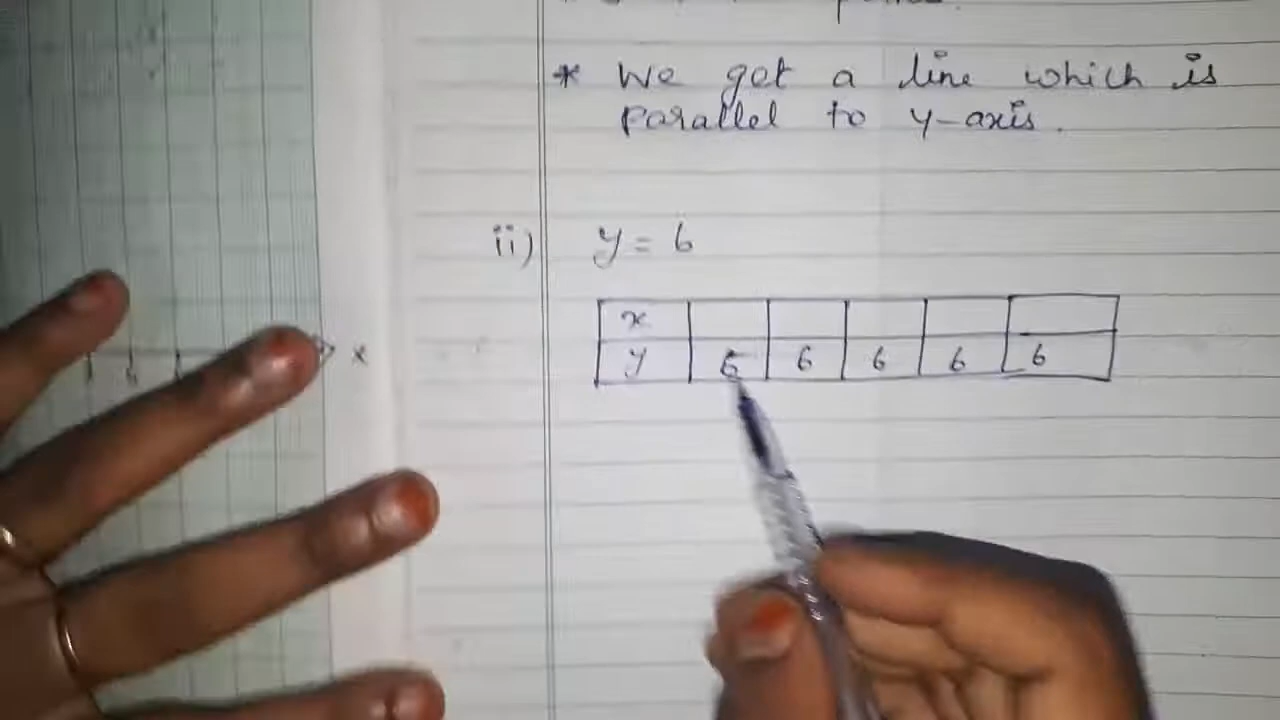 * We get a line which is
parallel to y-axis.
ii) y = 6
x
y 6 6 6 6 6
x